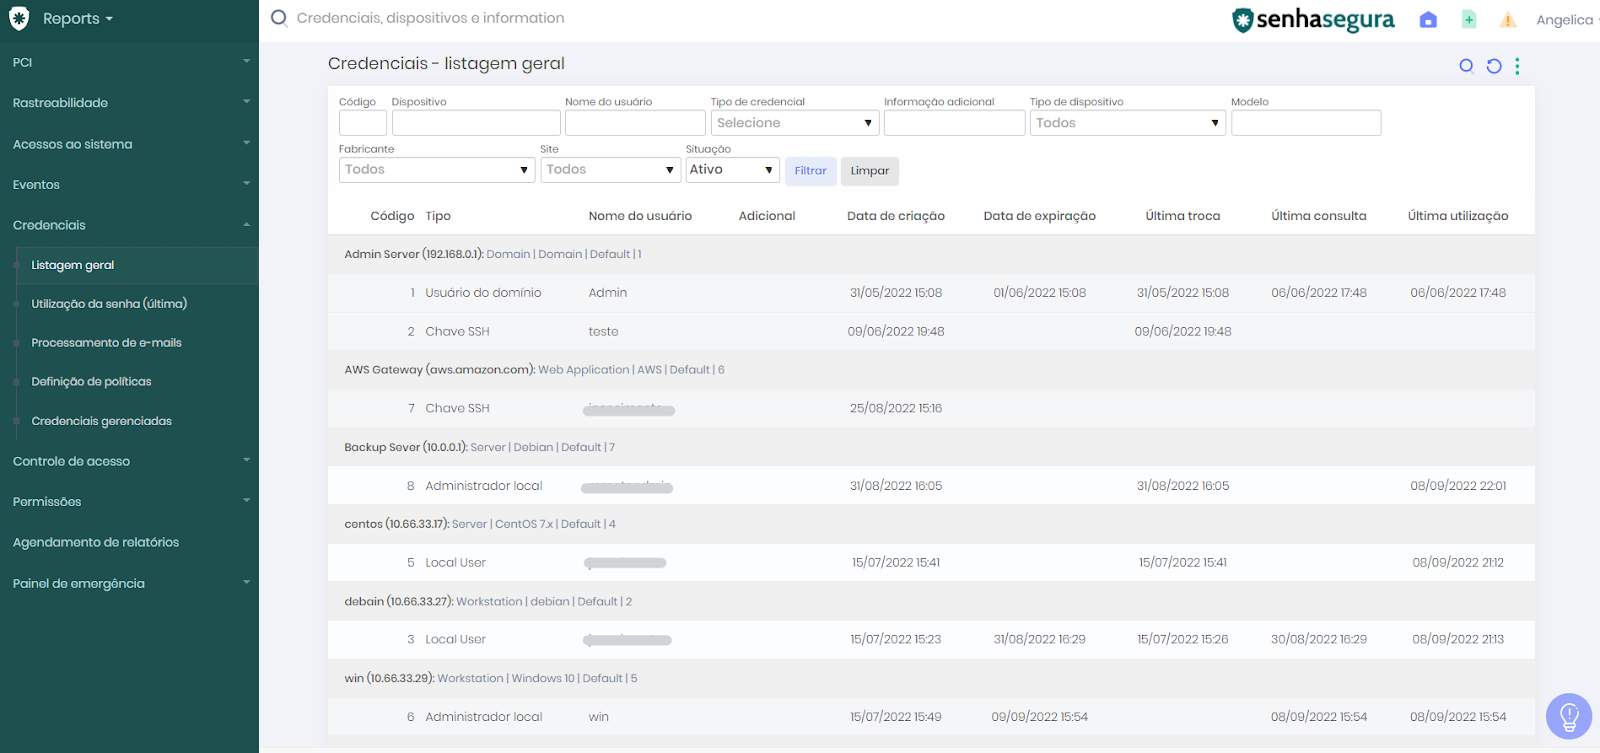 Reports
Credenciais, dispositivos e information
senhasegura
Angelica
PCI
Rastreabilidade
Acessos ao sistema
Eventos
Credenciais
Listagem geral
Utilização da senha (última)
Processamento de e-mails
Definição de políticas
Credenciais gerenciadas
Controle de acesso
Permissões
Agendamento de relatórios
Painel de emergência
Credenciais - listagem geral
Código Dispositivo Nome do usuário Tipo de credencial Informação adicional Tipo de dispositivo Modelo
Selecione Todos
Fabricante Site Situação
Todos Todos Ativo Filtrar Limpar
Código Tipo Nome do usuário Adicional Data de criação Data de expiração Última troca Última consulta Última utilização
Admin Server (192.168.0.1): Domain | Domain | Default | 1
1 Usuário do domínio Admin 31/05/2022 15:08 01/06/2022 15:08 31/05/2022 15:08 06/06/2022 17:48 06/06/2022 17:48
2 Chave SSH teste 09/06/2022 19:48 09/06/2022 19:48
AWS Gateway (aws.amazon.com): Web Application | AWS | Default | 6
7 Chave SSH 25/08/2022 15:16
Backup Sever (10.0.0.1): Server | Debian | Default | 7
8 Administrador local 31/08/2022 16:05 31/08/2022 16:05 08/09/2022 22:01
centos (10.66.33.17): Server | CentOS 7.x | Default | 4
5 Local User 15/07/2022 15:41 15/07/2022 15:41 08/09/2022 21:12
debain (10.66.33.27): Workstation | debian | Default | 2
3 Local User 15/07/2022 15:23 31/08/2022 16:29 15/07/2022 15:26 30/08/2022 16:29 08/09/2022 21:13
win (10.66.33.29): Workstation | Windows 10 | Default | 5
6 Administrador local win 15/07/2022 15:49 09/09/2022 15:54 08/09/2022 15:54 08/09/2022 15:54